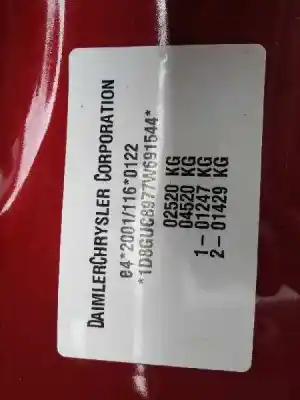 DAIMLERCHRYSLER CORPORATION
e4*2001/116*0122
*1D8GUC8977W691544*
02520 KG
04520 KG
1-01247 KG
2-01429 KG